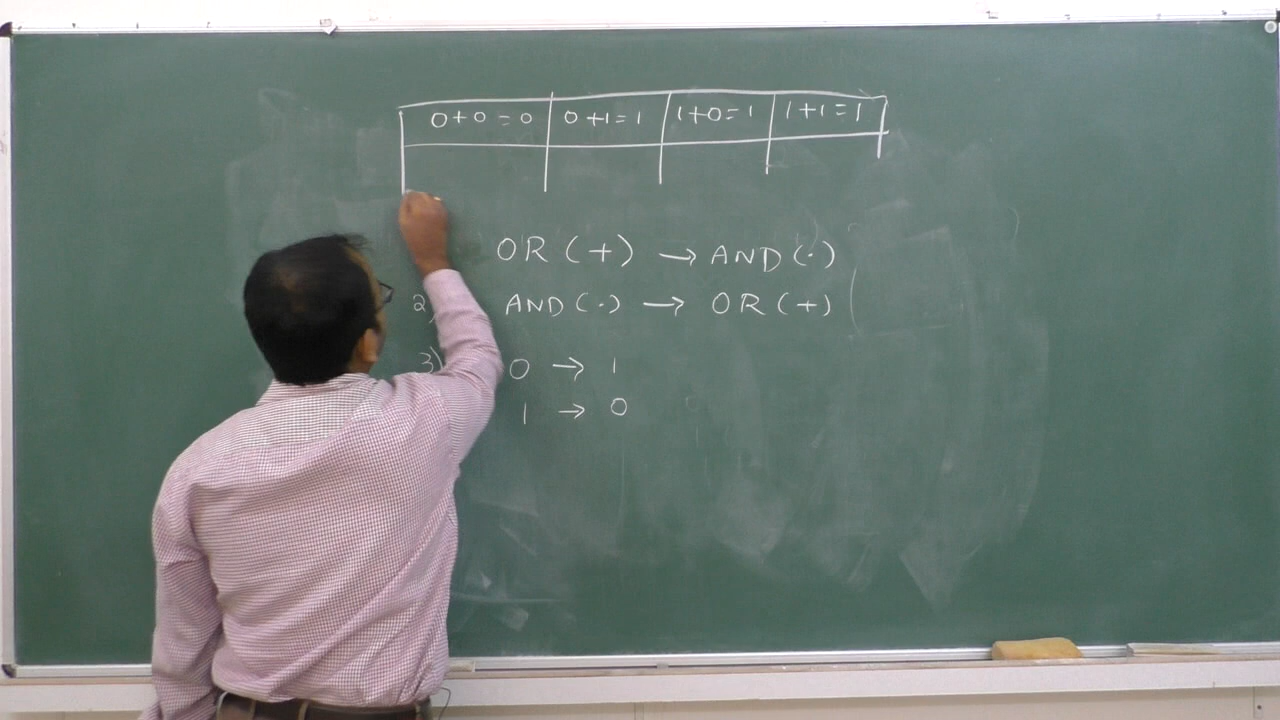 0+0=0 0+1=1 1+0=1 1+1=1
OR (+) → AND (·)
2) AND (·) → OR (+)
3) 0 → 1
1 → 0